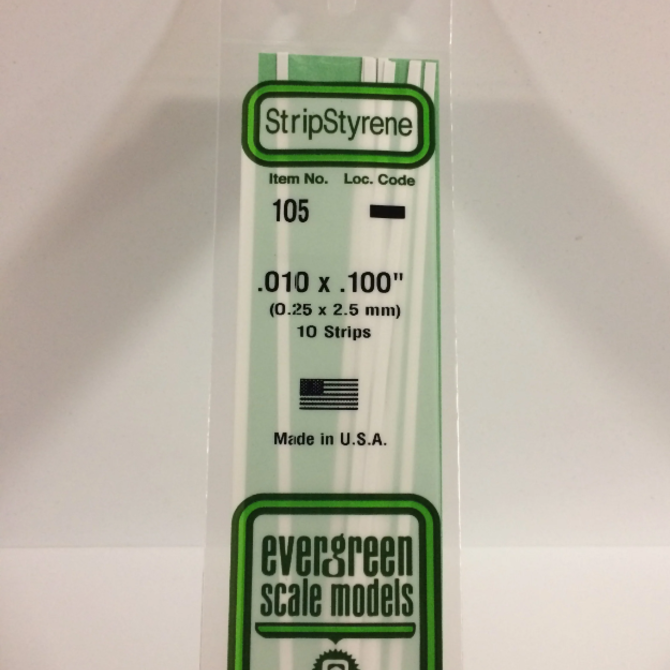 StripStyrene
Item No. Loc. Code
105
.010 x .100"
(0.25 x 2.5 mm)
10 Strips
Made in U.S.A.
evergreen
scale models